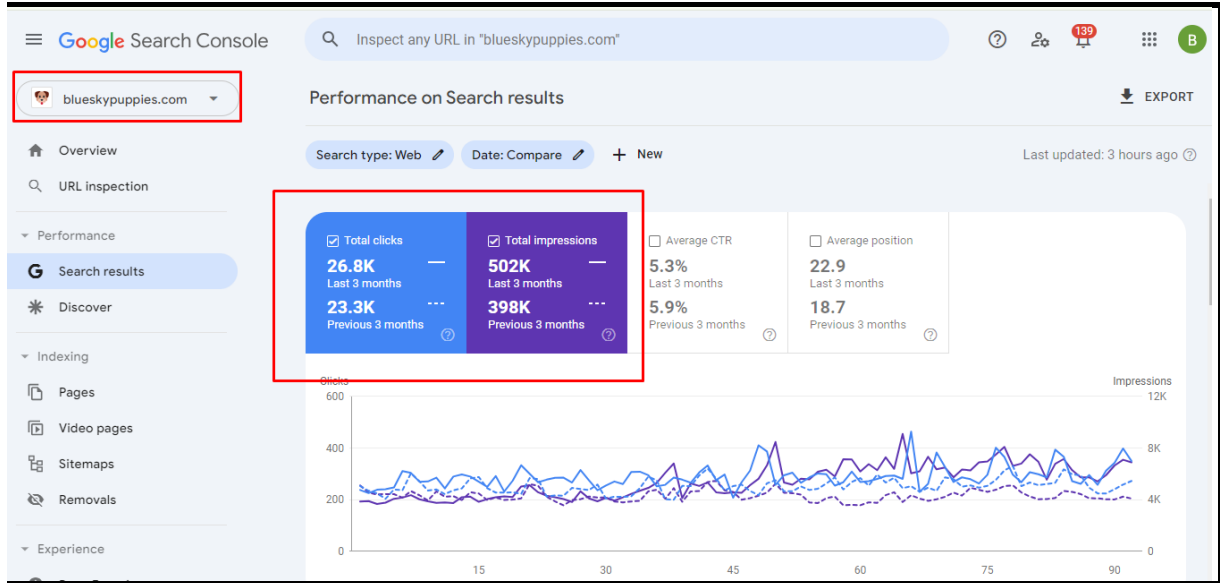 Google Search Console
Inspect any URL in "blueskypuppies.com"
139
B
blueskypuppies.com
Overview
URL inspection
Performance
Search results
Discover
Indexing
Pages
Video pages
Sitemaps
Removals
Experience
Performance on Search results
EXPORT
Search type: Web
Date: Compare
+ New
Last updated: 3 hours ago
Total clicks
26.8K
Last 3 months
23.3K
Previous 3 months
Total impressions
502K
Last 3 months
398K
Previous 3 months
Average CTR
5.3%
Last 3 months
5.9%
Previous 3 months
Average position
22.9
Last 3 months
18.7
Previous 3 months
Clicks
Impressions
600
400
200
0
12K
8K
4K
0
15
30
45
60
75
90